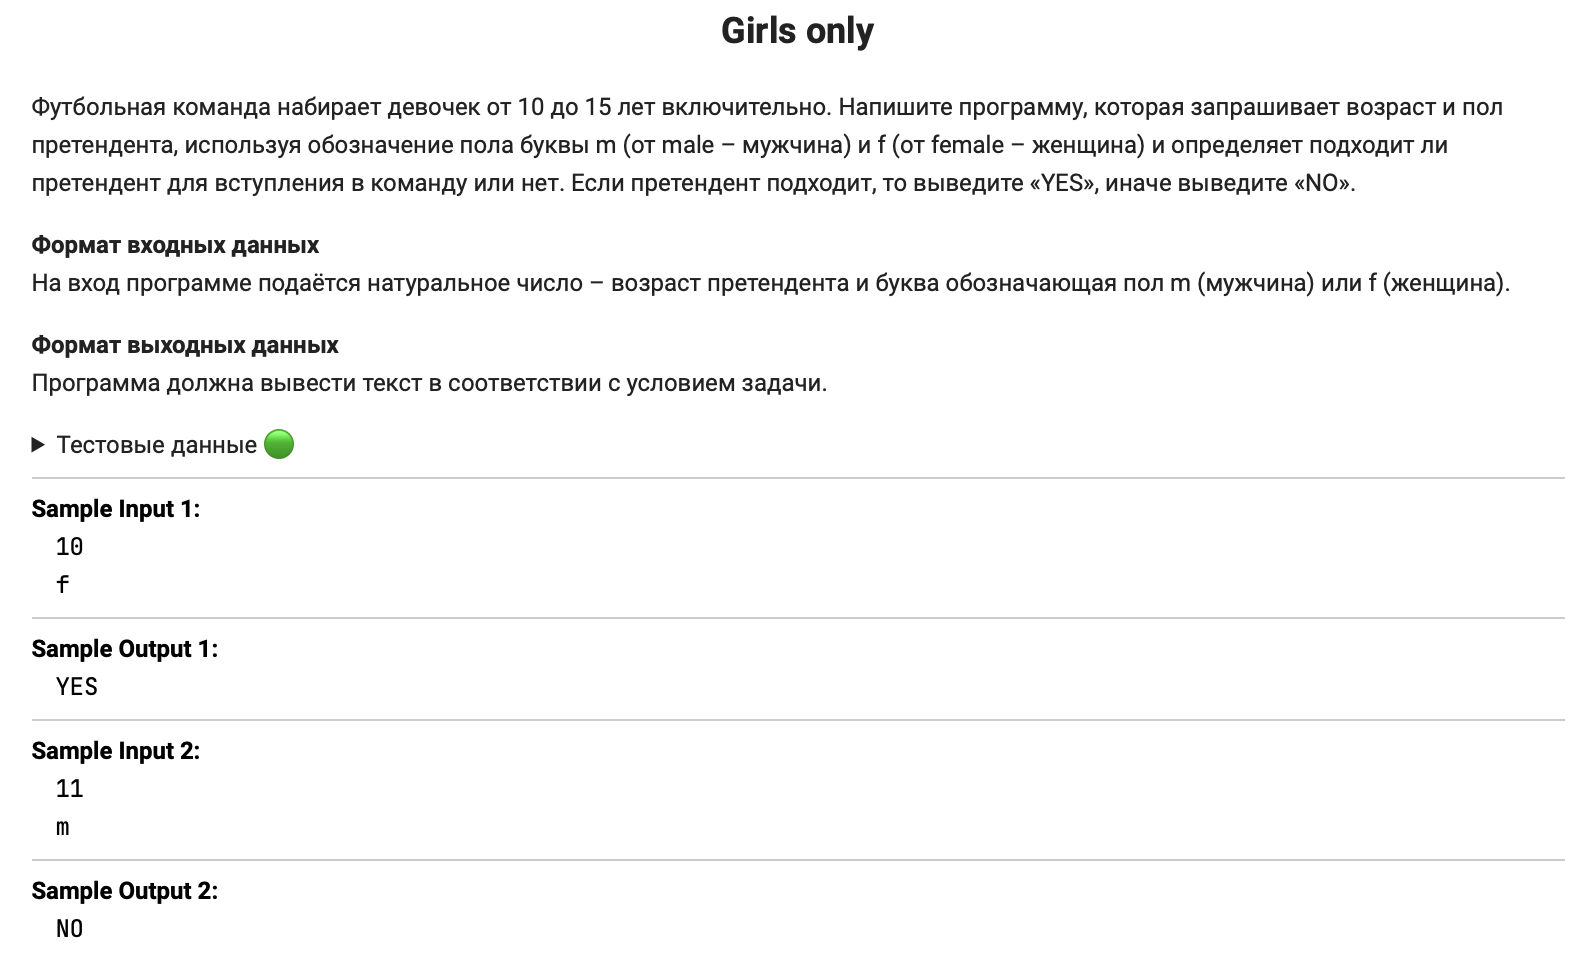 Girls only
Футбольная команда набирает девочек от 10 до 15 лет включительно. Напишите программу, которая запрашивает возраст и пол
претендента, используя обозначение пола буквы m (от male – мужчина) и f (от female – женщина) и определяет подходит ли
претендент для вступления в команду или нет. Если претендент подходит, то выведите «YES», иначе выведите «NO».
Формат входных данных
На вход программе подаётся натуральное число – возраст претендента и буква обозначающая пол m (мужчина) или f (женщина).
Формат выходных данных
Программа должна вывести текст в соответствии с условием задачи.
Тестовые данные
Sample Input 1:
10
f
Sample Output 1:
YES
Sample Input 2:
11
m
Sample Output 2:
NO